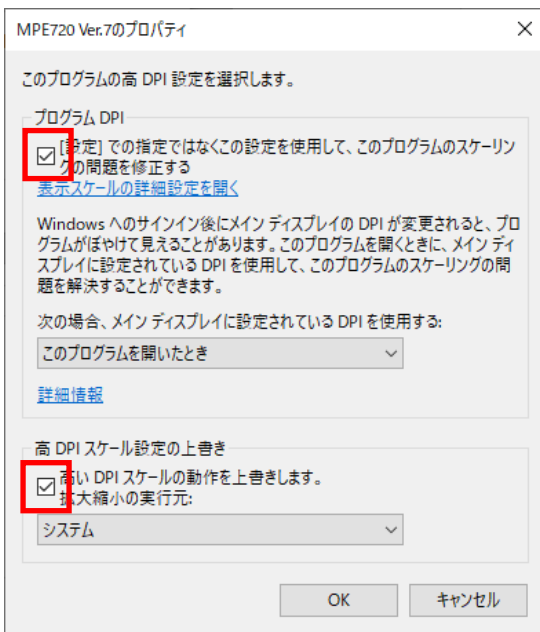 MPE720 Ver.7のプロパティ
このプログラムの高 DPI 設定を選択します。
プログラム DPI
[設定] での指定ではなくこの設定を使用して、このプログラムのスケーリン
グの問題を修正する
表示スケールの詳細設定を開く
Windows へのサインイン後にメイン ディスプレイの DPI が変更されると、プロ
グラムがぼやけて見えることがあります。このプログラムを開くときに、メイン ディ
スプレイに設定されている DPI を使用して、このプログラムのスケーリングの問
題を解決することができます。
次の場合、メイン ディスプレイに設定されている DPI を使用する:
このプログラムを開いたとき
詳細情報
高 DPI スケール設定の上書き
高い DPI スケールの動作を上書きします。
拡大縮小の実行元:
システム
OK
キャンセル